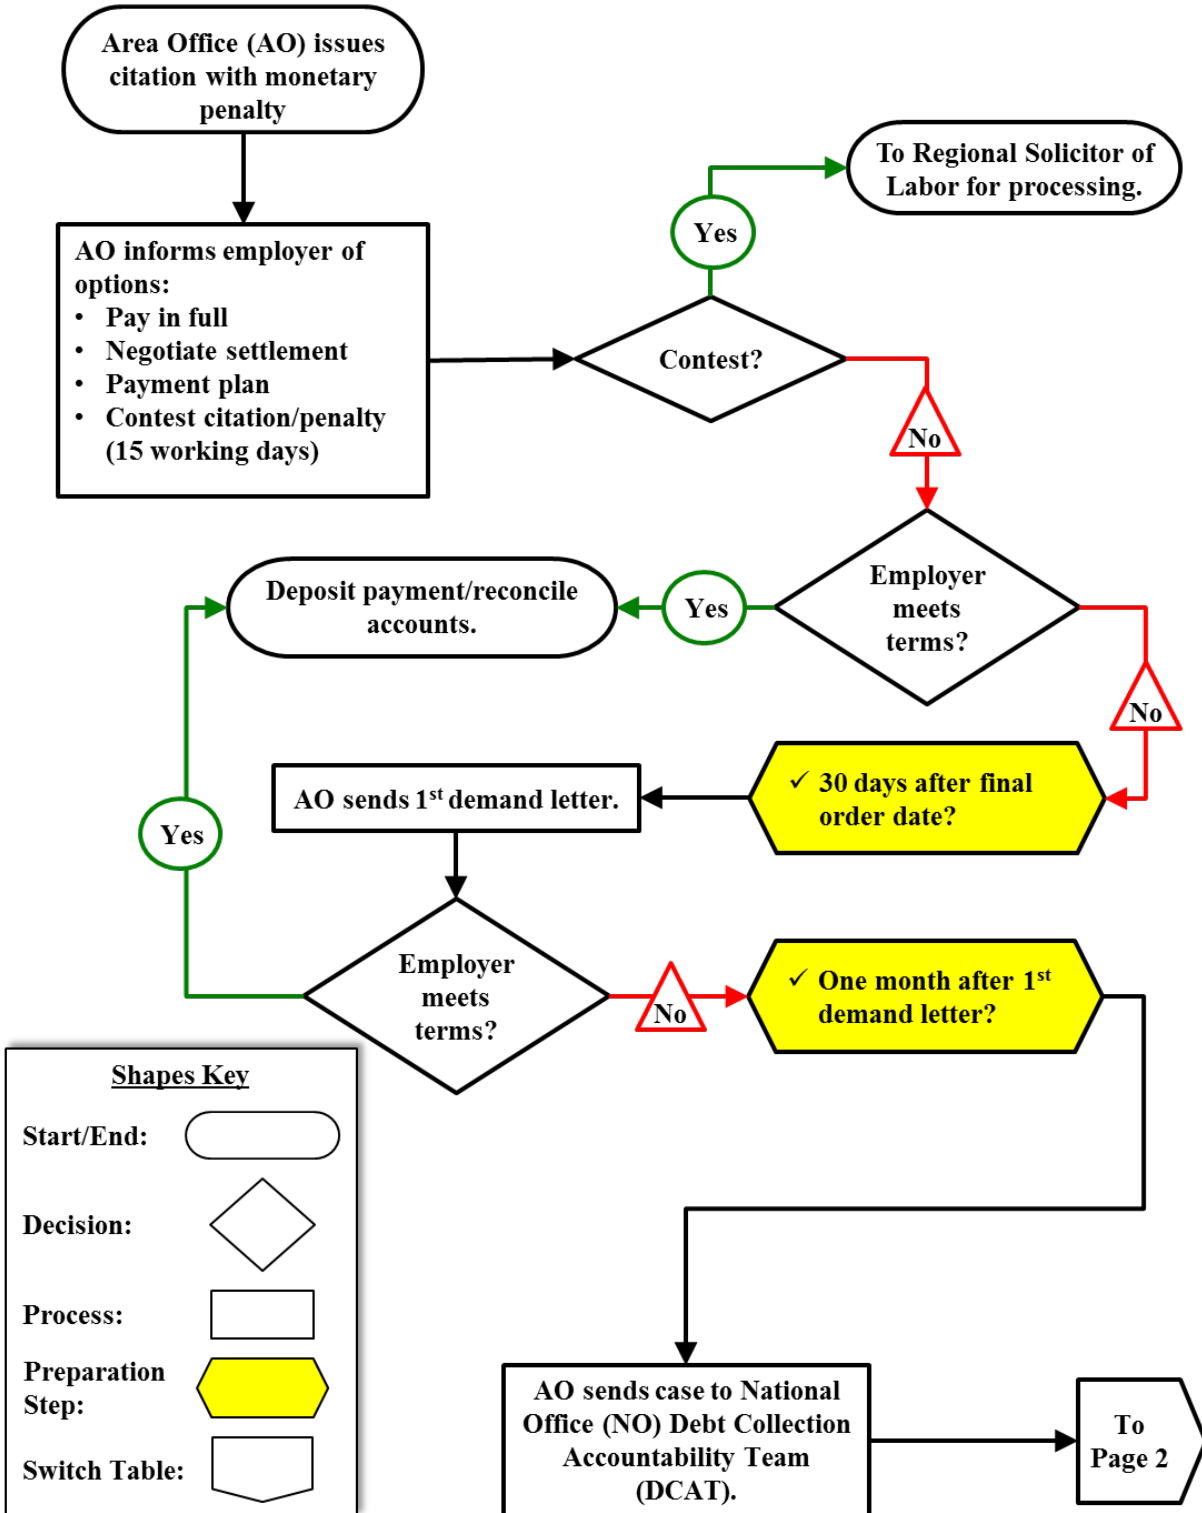 Area Office (AO) issues
citation with monetary
penalty
To Regional Solicitor of
Labor for processing.
Yes
AO informs employer of
options:
• Pay in full
• Negotiate settlement
• Payment plan
• Contest citation/penalty
(15 working days)
Contest?
No
Employer
meets
terms?
Yes
Deposit payment/reconcile
accounts.
No
✓ 30 days after final
order date?
AO sends 1st demand letter.
Yes
Employer
meets
terms?
No
✓ One month after 1st
demand letter?
Shapes Key
Start/End:
Decision:
Process:
Preparation
Step:
Switch Table:
AO sends case to National
Office (NO) Debt Collection
Accountability Team
(DCAT).
To
Page 2